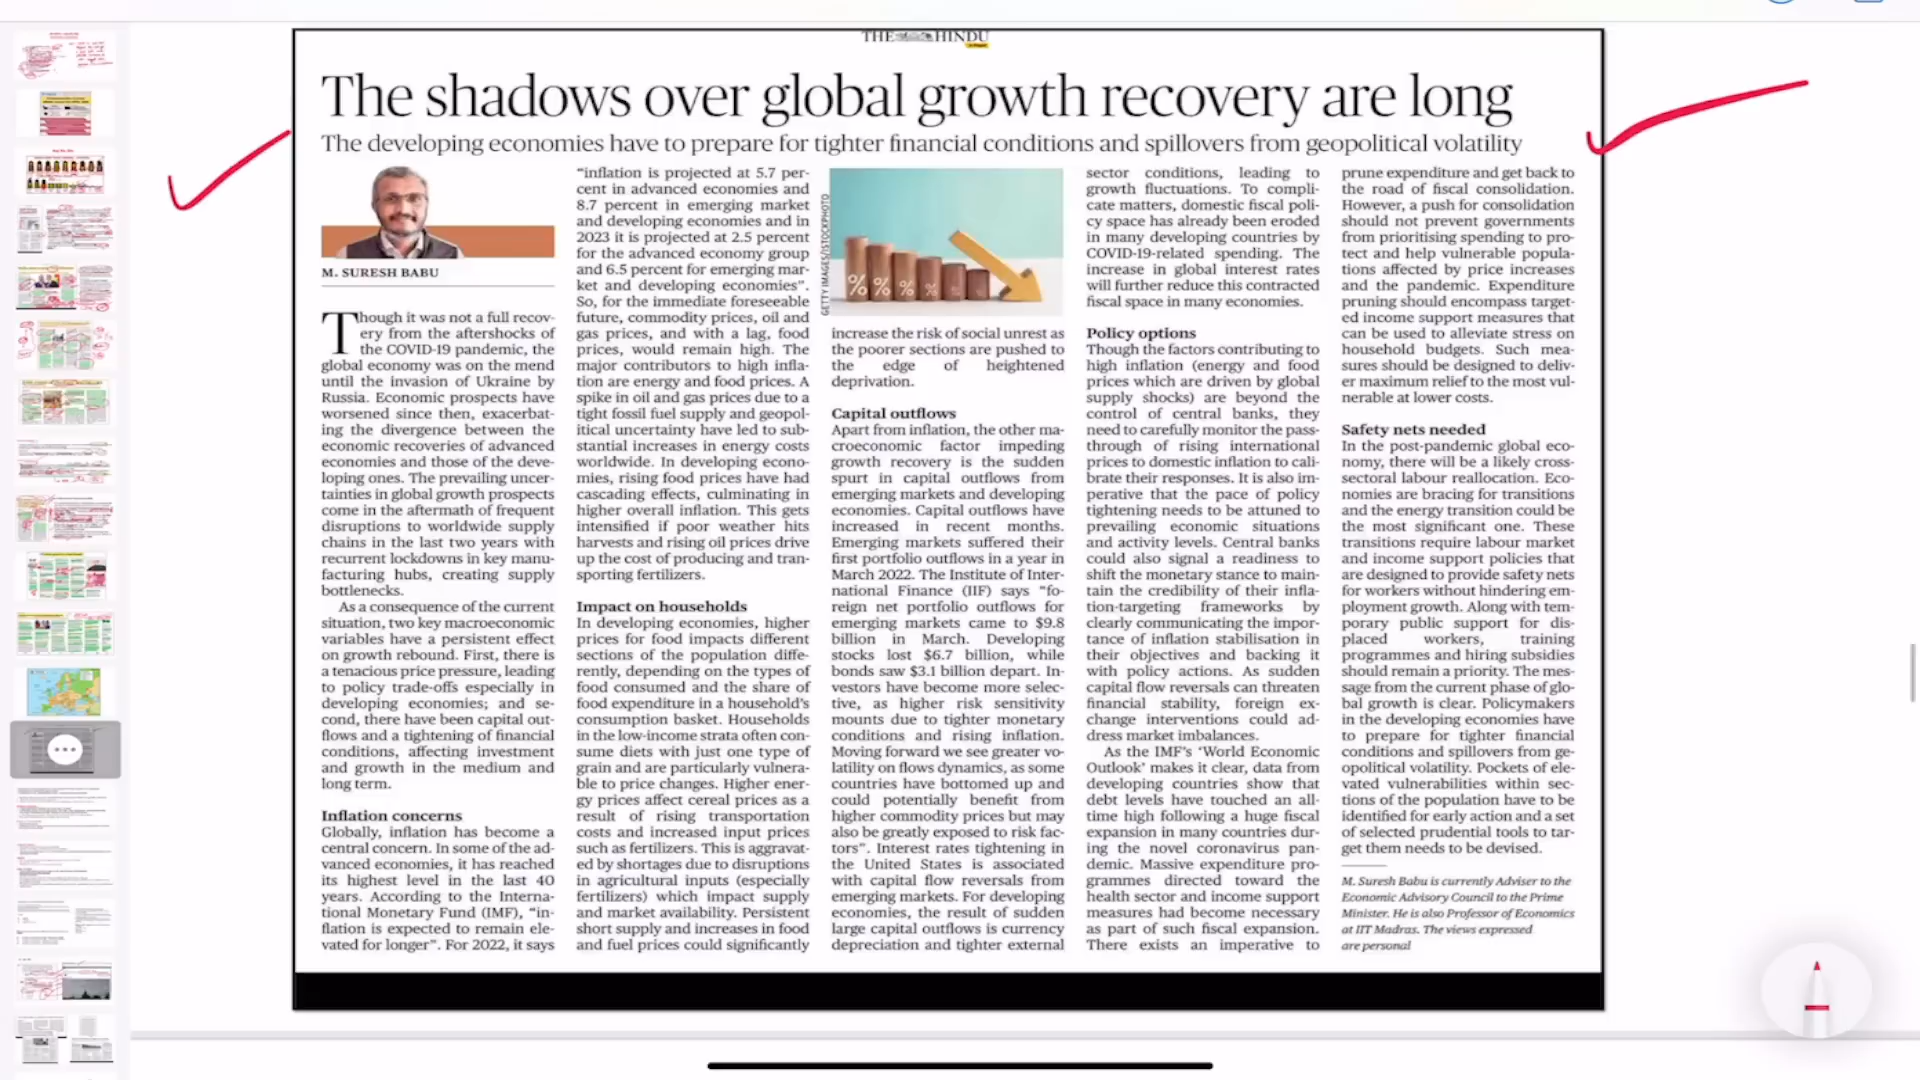 THE HINDU
The shadows over global growth recovery are long
The developing economies have to prepare for tighter financial conditions and spillovers from geopolitical volatility
M. SURESH BABU
Though it was not a full recov-
ery from the aftershocks of
the COVID-19 pandemic, the
global economy was on the mend
until the invasion of Ukraine by
Russia. Economic prospects have
worsened since then, exacerbat-
ing the divergence between the
economic recoveries of advanced
economies and those of the deve-
loping ones. The prevailing uncer-
tainties in global growth prospects
come in the aftermath of frequent
disruptions to worldwide supply
chains in the last two years with
recurrent lockdowns in key manu-
facturing hubs, creating supply
bottlenecks.
As a consequence of the current
situation, two key macroeconomic
variables have a persistent effect
on growth rebound. First, there is
a tenacious price pressure, leading
to policy trade-offs especially in
developing economies; and se-
cond, there have been capital out-
flows and a tightening of financial
conditions, affecting investment
and growth in the medium and
long term.
Inflation concerns
Globally, inflation has become a
central concern. In some of the ad-
vanced economies, it has reached
its highest level in the last 40
years. According to the Interna-
tional Monetary Fund (IMF), “in-
flation is expected to remain ele-
vated for longer”. For 2022, it says
“inflation is projected at 5.7 per-
cent in advanced economies and
8.7 percent in emerging market
and developing economies and in
2023 it is projected at 2.5 percent
for the advanced economy group
and 6.5 percent for emerging mar-
ket and developing economies”.
So, for the immediate foreseeable
future, commodity prices, oil and
gas prices, and with a lag, food
prices, would remain high. The
major contributors to high infla-
tion are energy and food prices. A
spike in oil and gas prices due to a
tight fossil fuel supply and geopol-
itical uncertainty have led to sub-
stantial increases in energy costs
worldwide. In developing econo-
mies, rising food prices have had
cascading effects, culminating in
higher overall inflation. This gets
intensified if poor weather hits
harvests and rising oil prices drive
up the cost of producing and tran-
sporting fertilizers.
Impact on households
In developing economies, higher
prices for food impacts different
sections of the population diffe-
rently, depending on the types of
food consumed and the share of
food expenditure in a household’s
consumption basket. Households
in the low-income strata often con-
sume diets with just one type of
grain and are particularly vulnera-
ble to price changes. Higher ener-
gy prices affect cereal prices as a
result of rising transportation
costs and increased input prices
such as fertilizers. This is aggravat-
ed by shortages due to disruptions
in agricultural inputs (especially
fertilizers) which impact supply
and market availability. Persistent
short supply and increases in food
and fuel prices could significantly
GETTY IMAGES/ISTOCKPHOTO
% % % %
increase the risk of social unrest as
the poorer sections are pushed to
the edge of heightened
deprivation.
Capital outflows
Apart from inflation, the other ma-
croeconomic factor impeding
growth recovery is the sudden
spurt in capital outflows from
emerging markets and developing
economies. Capital outflows have
increased in recent months.
Emerging markets suffered their
first portfolio outflows in a year in
March 2022. The Institute of Inter-
national Finance (IIF) says “fo-
reign net portfolio outflows for
emerging markets came to $9.8
billion in March. Developing
stocks lost $6.7 billion, while
bonds saw $3.1 billion depart. In-
vestors have become more selec-
tive, as higher risk sensitivity
mounts due to tighter monetary
conditions and rising inflation.
Moving forward we see greater vo-
latility on flows dynamics, as some
countries have bottomed up and
could potentially benefit from
higher commodity prices but may
also be greatly exposed to risk fac-
tors”. Interest rates tightening in
the United States is associated
with capital flow reversals from
emerging markets. For developing
economies, the result of sudden
large capital outflows is currency
depreciation and tighter external
sector conditions, leading to
growth fluctuations. To compli-
cate matters, domestic fiscal poli-
cy space has already been eroded
in many developing countries by
COVID-19-related spending. The
increase in global interest rates
will further reduce this contracted
fiscal space in many economies.
Policy options
Though the factors contributing to
high inflation (energy and food
prices which are driven by global
supply shocks) are beyond the
control of central banks, they
need to carefully monitor the pass-
through of rising international
prices to domestic inflation to cali-
brate their responses. It is also im-
perative that the pace of policy
tightening needs to be attuned to
prevailing economic situations
and activity levels. Central banks
could also signal a readiness to
shift the monetary stance to main-
tain the credibility of their infla-
tion-targeting frameworks by
clearly communicating the impor-
tance of inflation stabilisation in
their objectives and backing it
with policy actions. As sudden
capital flow reversals can threaten
financial stability, foreign ex-
change interventions could ad-
dress market imbalances.
As the IMF’s ‘World Economic
Outlook’ makes it clear, data from
developing countries show that
debt levels have touched an all-
time high following a huge fiscal
expansion in many countries dur-
ing the novel coronavirus pan-
demic. Massive expenditure pro-
grammes directed toward the
health sector and income support
measures had become necessary
as part of such fiscal expansion.
There exists an imperative to
prune expenditure and get back to
the road of fiscal consolidation.
However, a push for consolidation
should not prevent governments
from prioritising spending to pro-
tect and help vulnerable popula-
tions affected by price increases
and the pandemic. Expenditure
pruning should encompass target-
ed income support measures that
can be used to alleviate stress on
household budgets. Such mea-
sures should be designed to deliv-
er maximum relief to the most vul-
nerable at lower costs.
Safety nets needed
In the post-pandemic global eco-
nomy, there will be a likely cross-
sectoral labour reallocation. Eco-
nomies are bracing for transitions
and the energy transition could be
the most significant one. These
transitions require labour market
and income support policies that
are designed to provide safety nets
for workers without hindering em-
ployment growth. Along with tem-
porary public support for dis-
placed workers, training
programmes and hiring subsidies
should remain a priority. The mes-
sage from the current phase of glo-
bal growth is clear. Policymakers
in the developing economies have
to prepare for tighter financial
conditions and spillovers from ge-
opolitical volatility. Pockets of ele-
vated vulnerabilities within sec-
tions of the population have to be
identified for early action and a set
of selected prudential tools to tar-
get them needs to be devised.
M. Suresh Babu is currently Adviser to the
Economic Advisory Council to the Prime
Minister. He is also Professor of Economics
at IIT Madras. The views expressed
are personal